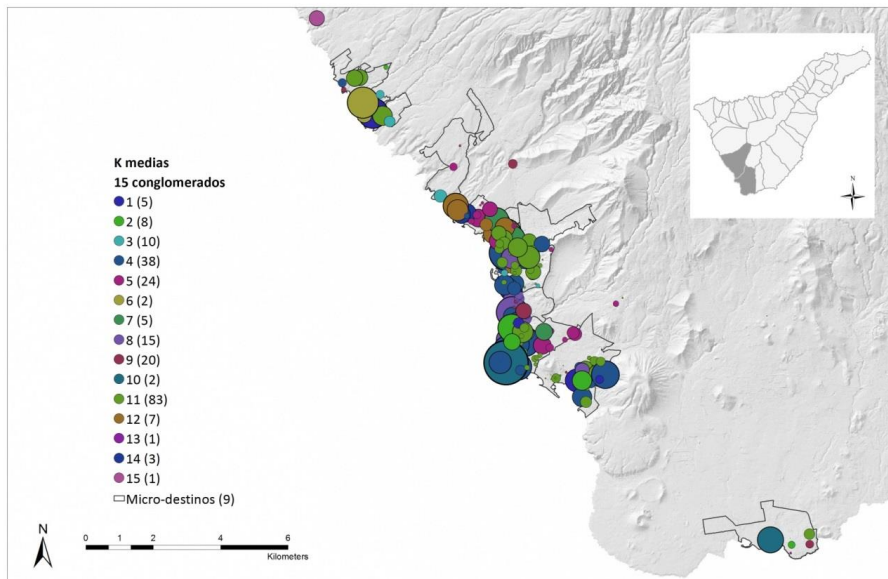 K medias
15 conglomerados
1 (5)
2 (8)
3 (10)
4 (38)
5 (24)
6 (2)
7 (5)
8 (15)
9 (20)
10 (2)
11 (83)
12 (7)
13 (1)
14 (3)
15 (1)
Micro-destinos (9)
N
0 1 2 4 6
Kilometers
N